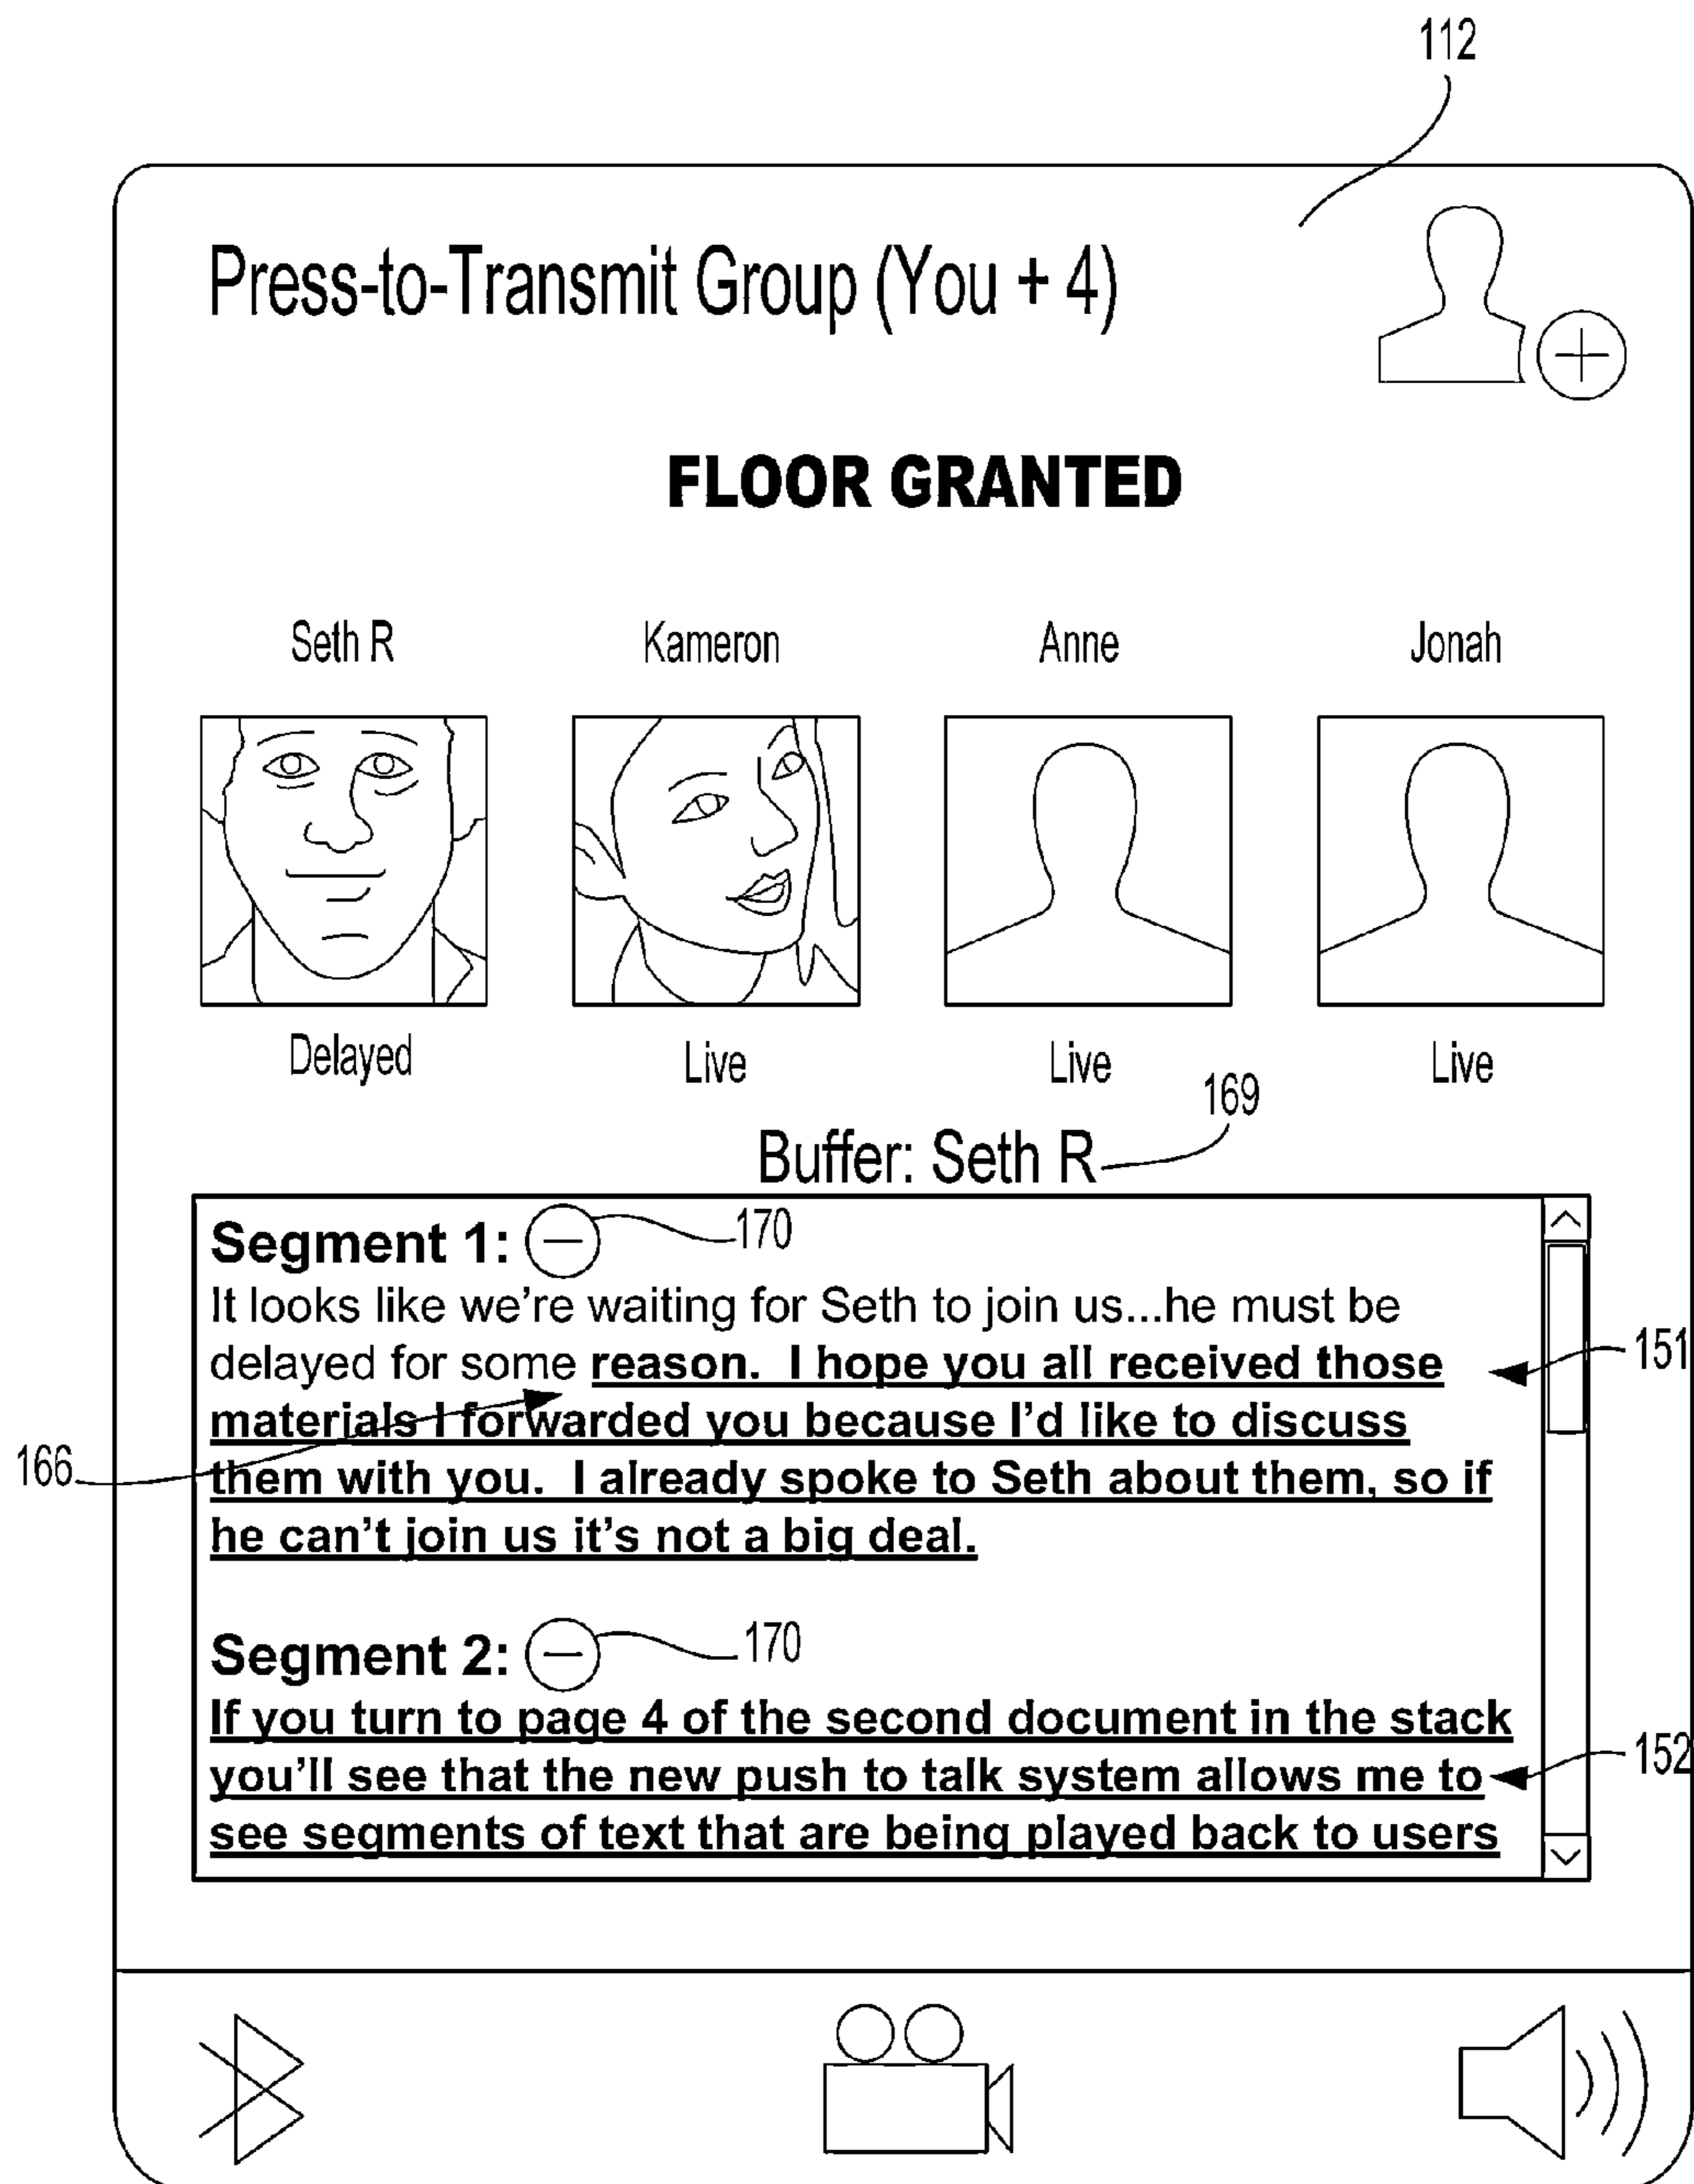 112
Press-to-Transmit Group (You + 4)
FLOOR GRANTED
Seth R Kameron Anne Jonah
Delayed Live Live Live
169
Buffer: Seth R
Segment 1: 170
It looks like we're waiting for Seth to join us...he must be
delayed for some reason.  I hope you all received those
151
materials I forwarded you because I'd like to discuss
166
them with you.  I already spoke to Seth about them, so if
he can't join us it's not a big deal.
Segment 2: 170
If you turn to page 4 of the second document in the stack
you'll see that the new push to talk system allows me to
152
see segments of text that are being played back to users